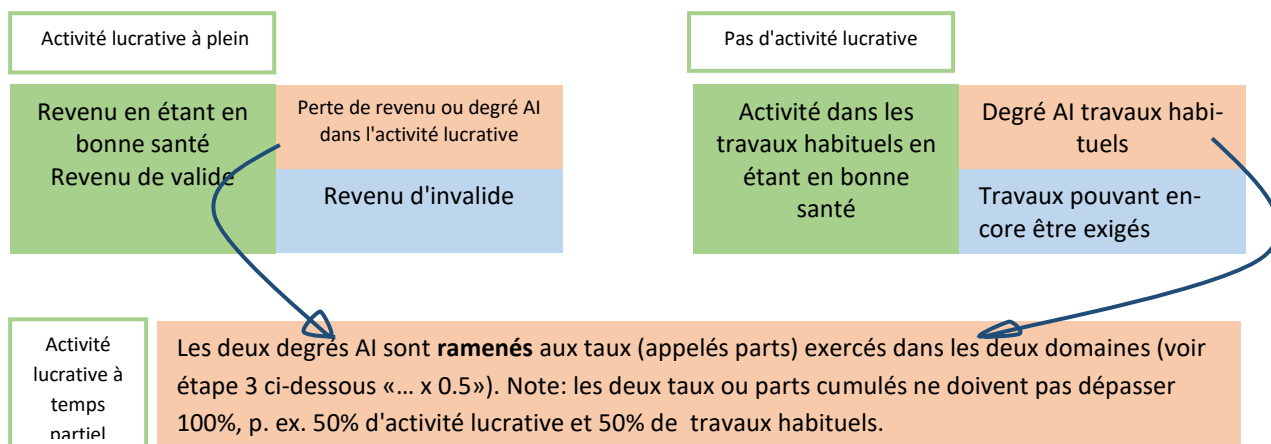 Activité lucrative à plein
Pas d'activité lucrative
Revenu en étant en
bonne santé
Revenu de valide
Perte de revenu ou degré AI
dans l'activité lucrative
Revenu d'invalide
Activité dans les
travaux habituels en
étant en bonne
santé
Degré AI travaux habi-
tuels
Travaux pouvant en-
core être exigés
Activité
lucrative à
temps
partiel
Les deux degrés AI sont ramenés aux taux (appelés parts) exercés dans les deux domaines (voir
étape 3 ci-dessous «… x 0.5»). Note: les deux taux ou parts cumulés ne doivent pas dépasser
100%, p. ex. 50% d'activité lucrative et 50% de travaux habituels.